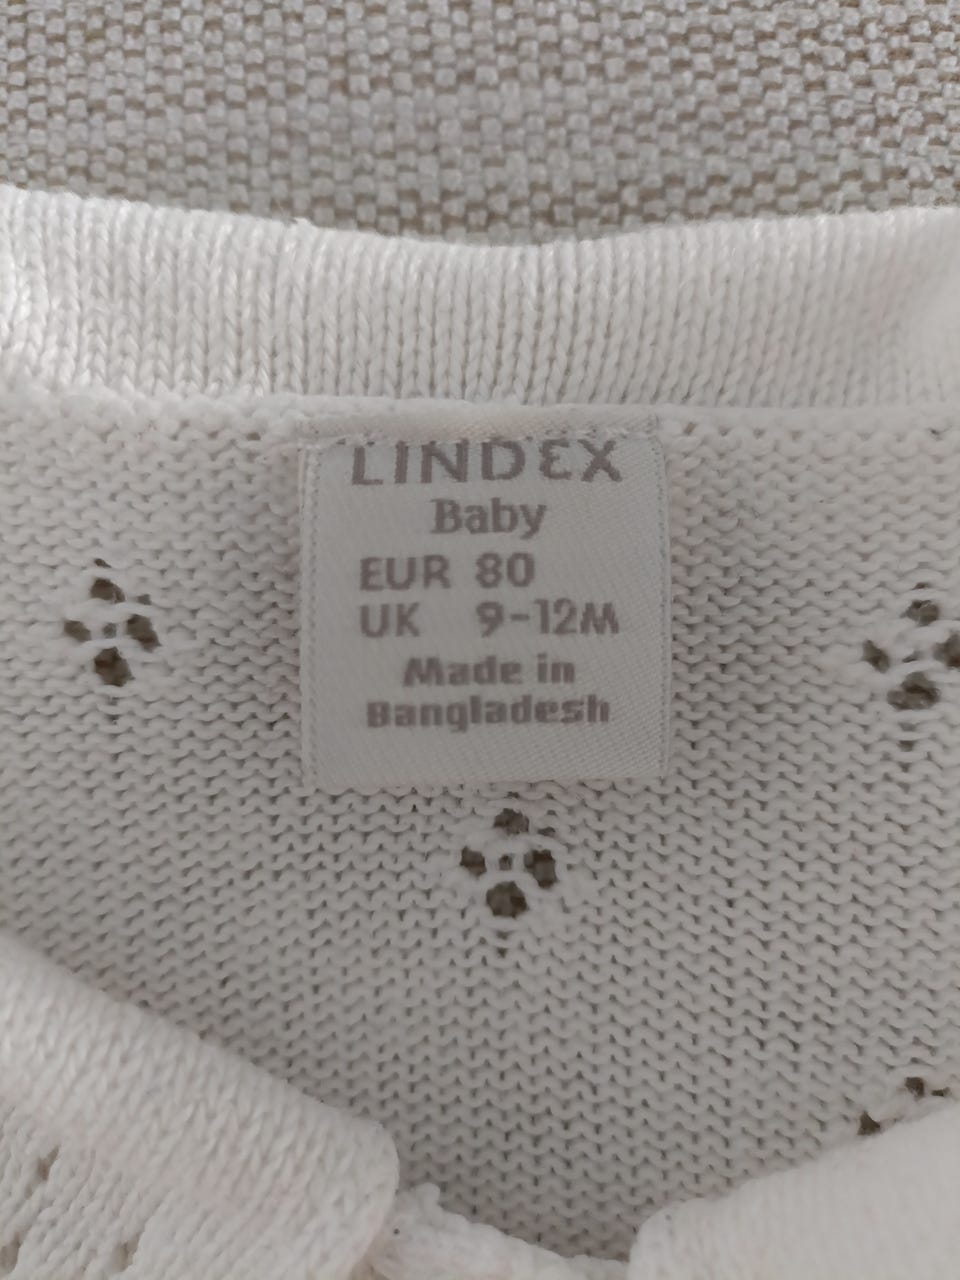 LINDEX
Baby
EUR 80
UK 9-12M
Made in
Bangladesh